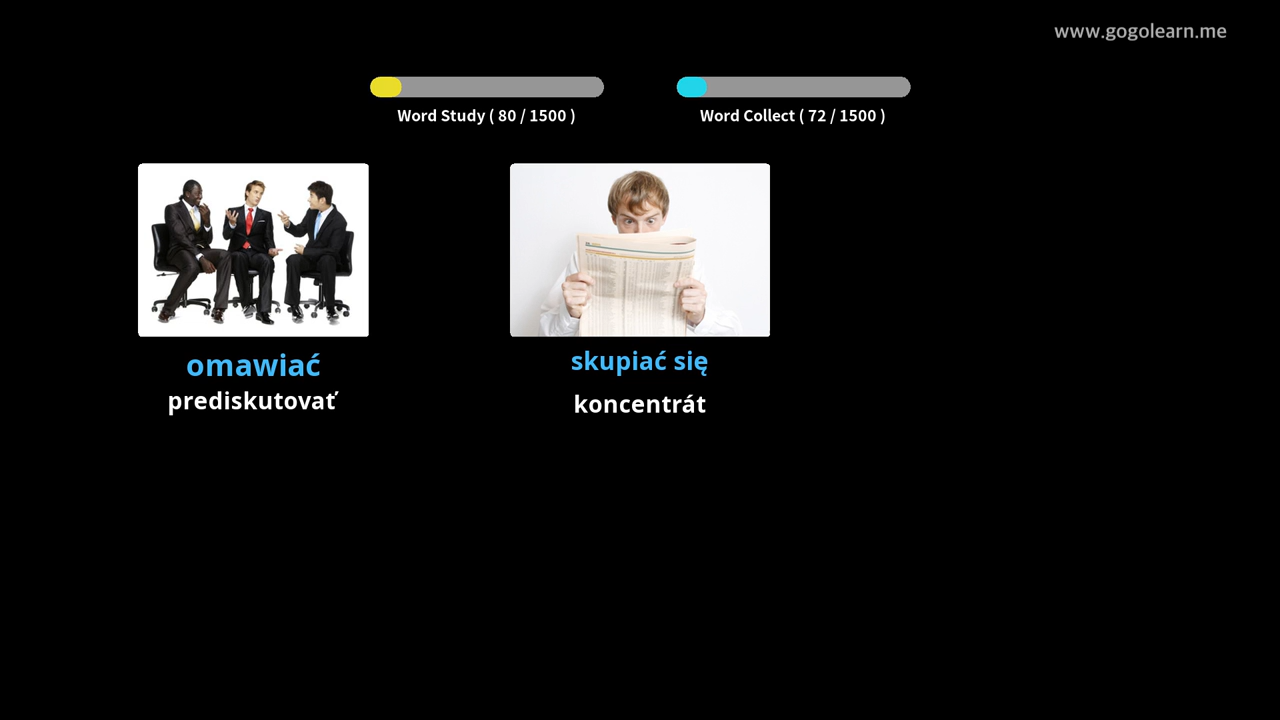 www.gogolearn.me
Word Study ( 80 / 1500 )
Word Collect ( 72 / 1500 )
omawiać
prediskutovať
skupiać się
koncentrát